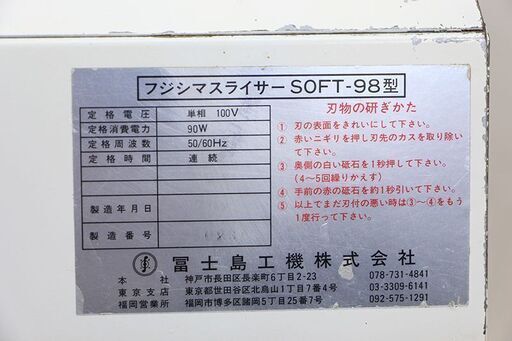 フジシマスライサー SOFT-98型
定格電圧 単相 100V
定格消費電力 90W
定格周波数 50/60Hz
定格時間 連続
製造年月日
製造番号
刃物の研ぎかた
① 刃の表面をきれいにして下さい。
② 赤いニギリを押し刃先のカスを取り除いて下さい。
③ 奥側の白い砥石を1秒押して下さい。
(4〜5回繰りかえす)
④ 手前の赤の砥石を約1秒引いて下さい。
⑤ 以上でまだ刃付の悪い時は③〜④をもう
1度行って下さい。
冨士島工機株式会社
本社 神戸市長田区長楽町6丁目2-23 078-731-4841
東京支店 東京都世田谷区北烏山1丁目7番4号 03-3309-6141
福岡営業所 福岡市博多区諸岡5丁目25番7号 092-575-1291